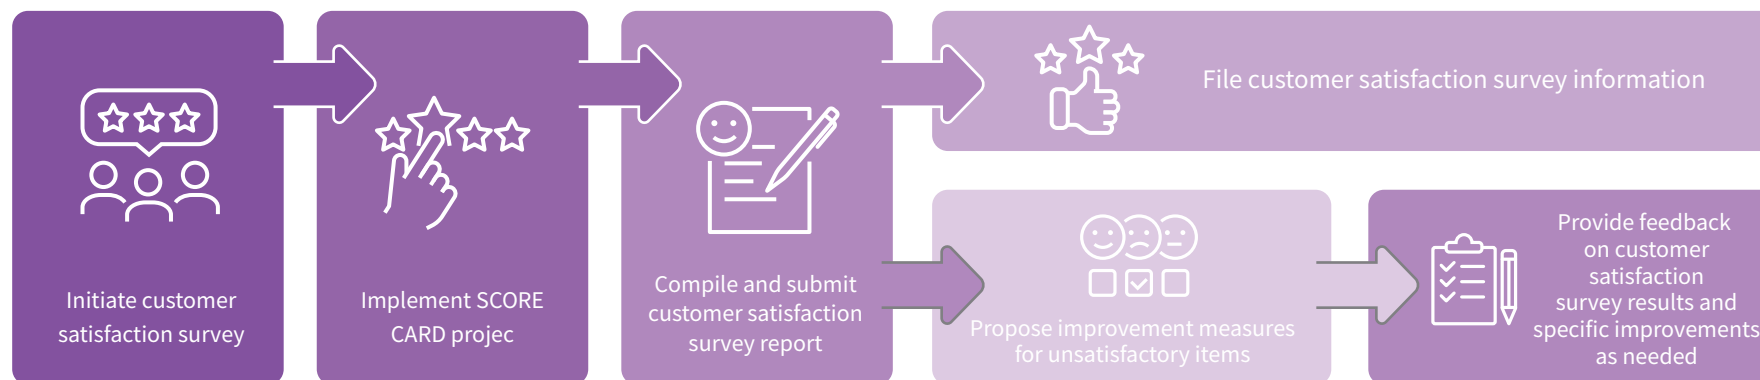 Initiate customer
satisfaction survey
Implement SCORE
CARD projec
Compile and submit
customer satisfaction
survey report
File customer satisfaction survey information
Propose improvement measures
for unsatisfactory items
Provide feedback
on customer
satisfaction
survey results and
specific improvements
as needed